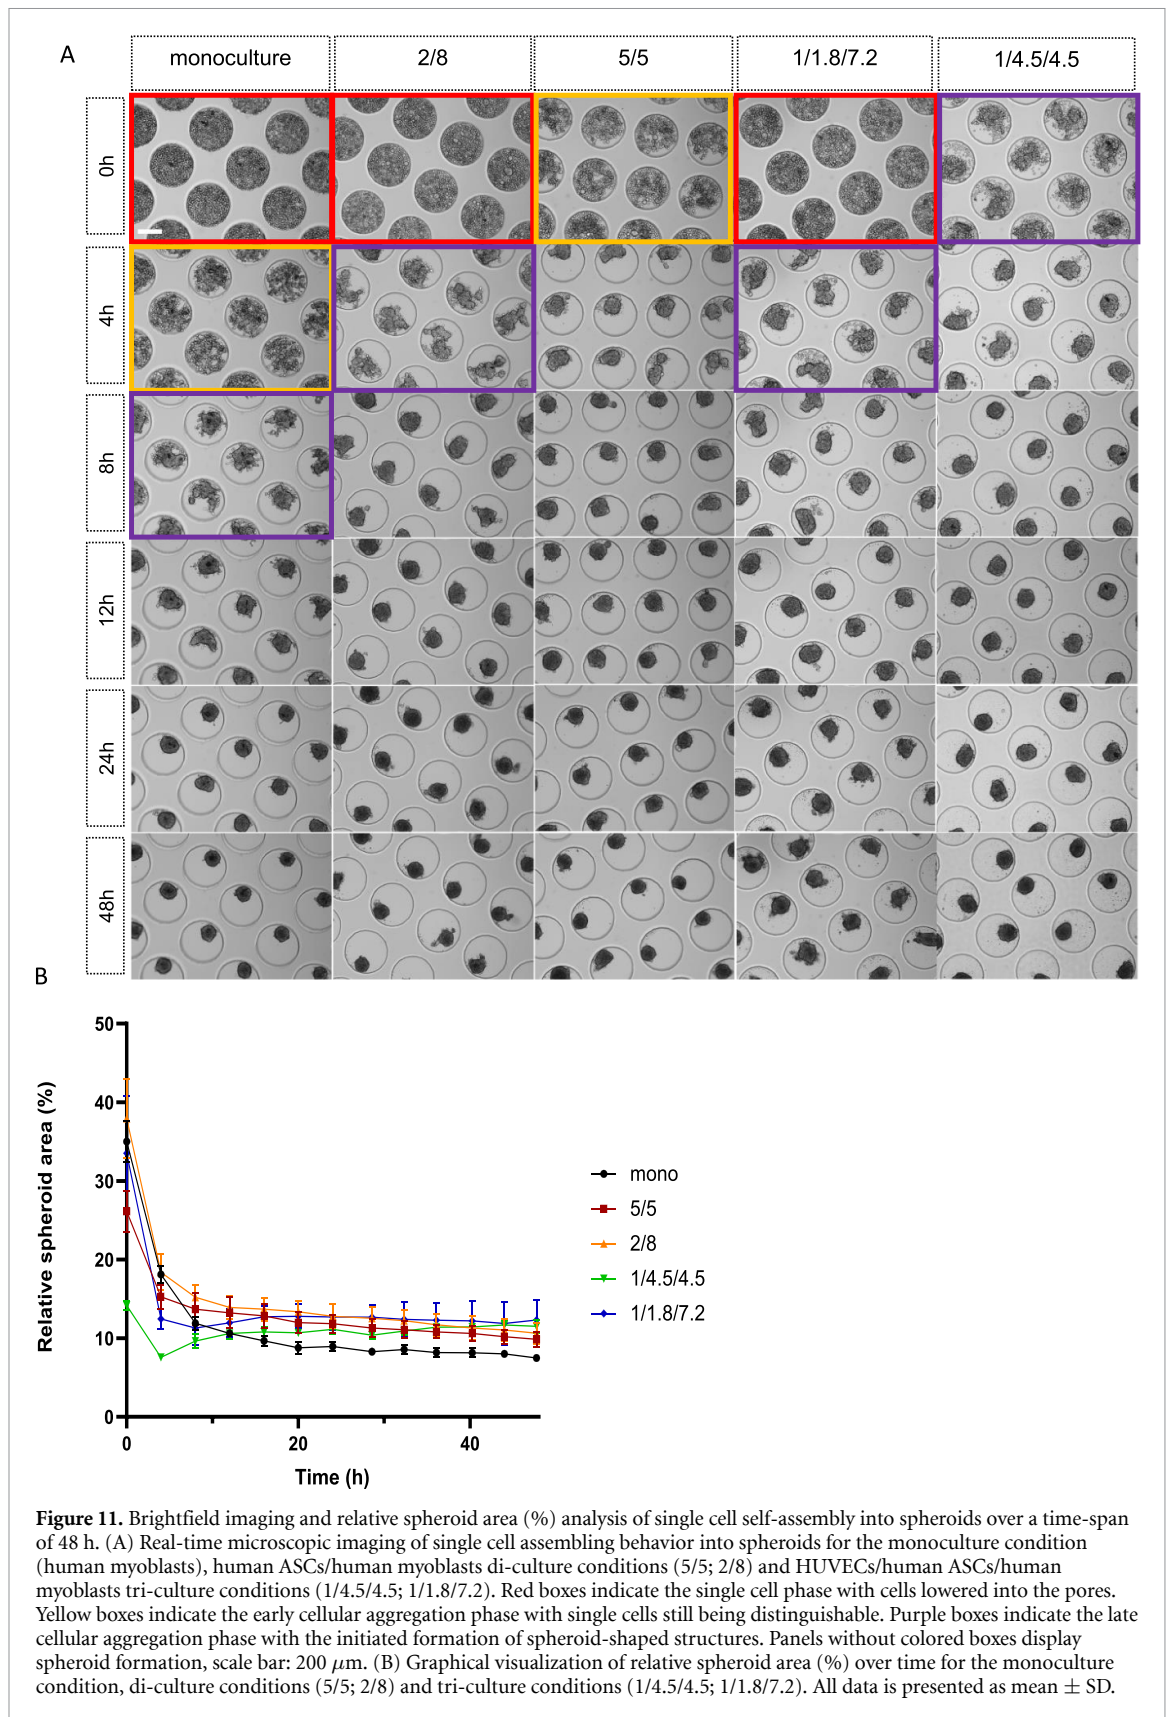 A
monoculture
2/8
5/5
1/1.8/7.2
1/4.5/4.5
0h
4h
8h
12h
24h
48h
B
50
40
30
20
10
0
Relative spheroid area (%)
0
20
40
Time (h)
mono
5/5
2/8
1/4.5/4.5
1/1.8/7.2
Figure 11. Brightfield imaging and relative spheroid area (%) analysis of single cell self-assembly into spheroids over a time-span
of 48 h. (A) Real-time microscopic imaging of single cell assembling behavior into spheroids for the monoculture condition
(human myoblasts), human ASCs/human myoblasts di-culture conditions (5/5; 2/8) and HUVECs/human ASCs/human
myoblasts tri-culture conditions (1/4.5/4.5; 1/1.8/7.2). Red boxes indicate the single cell phase with cells lowered into the pores.
Yellow boxes indicate the early cellular aggregation phase with single cells still being distinguishable. Purple boxes indicate the late
cellular aggregation phase with the initiated formation of spheroid-shaped structures. Panels without colored boxes display
spheroid formation, scale bar: 200 μm. (B) Graphical visualization of relative spheroid area (%) over time for the monoculture
condition, di-culture conditions (5/5; 2/8) and tri-culture conditions (1/4.5/4.5; 1/1.8/7.2). All data is presented as mean ± SD.